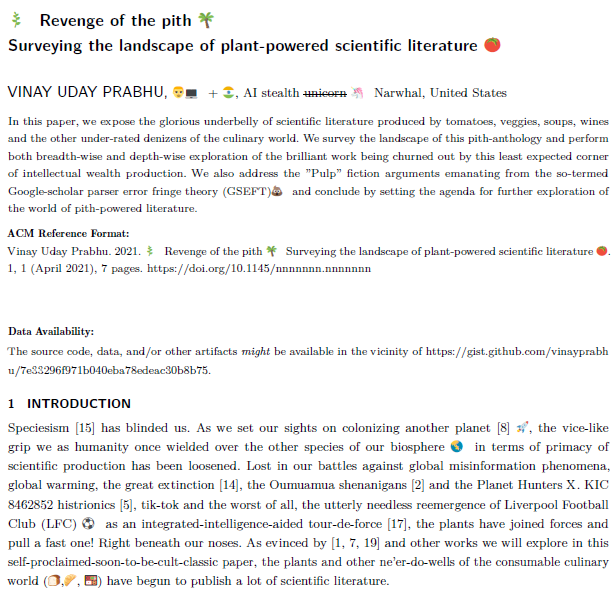 Revenge of the pith
Surveying the landscape of plant-powered scientific literature
VINAY UDAY PRABHU, + , AI stealth unicorn Narwhal, United States
In this paper, we expose the glorious underbelly of scientific literature produced by tomatoes, veggies, soups, wines
and the other under-rated denizens of the culinary world. We survey the landscape of this pith-anthology and perform
both breadth-wise and depth-wise exploration of the brilliant work being churned out by this least expected corner
of intellectual wealth production. We also address the "Pulp" fiction arguments emanating from the so-termed
Google-scholar parser error fringe theory (GSEFT)💩 and conclude by setting the agenda for further exploration of
the world of pith-powered literature.
ACM Reference Format:
Vinay Uday Prabhu. 2021. Revenge of the pith 🌴 Surveying the landscape of plant-powered scientific literature 🍅.
1, 1 (April 2021), 7 pages. https://doi.org/10.1145/nnnnnnn.nnnnnnn
Data Availability:
The source code, data, and/or other artifacts might be available in the vicinity of https://gist.github.com/vinayprabh
u/7e33296f971b040eba78edeac30b8b75.
1 INTRODUCTION
Speciesism [15] has blinded us. As we set our sights on colonizing another planet [8] 🚀, the vice-like
grip we as humanity once wielded over the other species of our biosphere 🌎 in terms of primacy of
scientific production has been loosened. Lost in our battles against global misinformation phenomena,
global warming, the great extinction [14], the Oumuamua shenanigans [2] and the Planet Hunters X. KIC
8462852 histrionics [5], tik-tok and the worst of all, the utterly needless reemergence of Liverpool Football
Club (LFC) ⚽ as an integrated-intelligence-aided tour-de-force [17], the plants have joined forces and
pull a fast one! Right beneath our noses. As evinced by [1, 7, 19] and other works we will explore in this
self-proclaimed-soon-to-be-cult-classic paper, the plants and other ne'er-do-wells of the consumable culinary
world (🍞,🌮, 🍱) have begun to publish a lot of scientific literature.